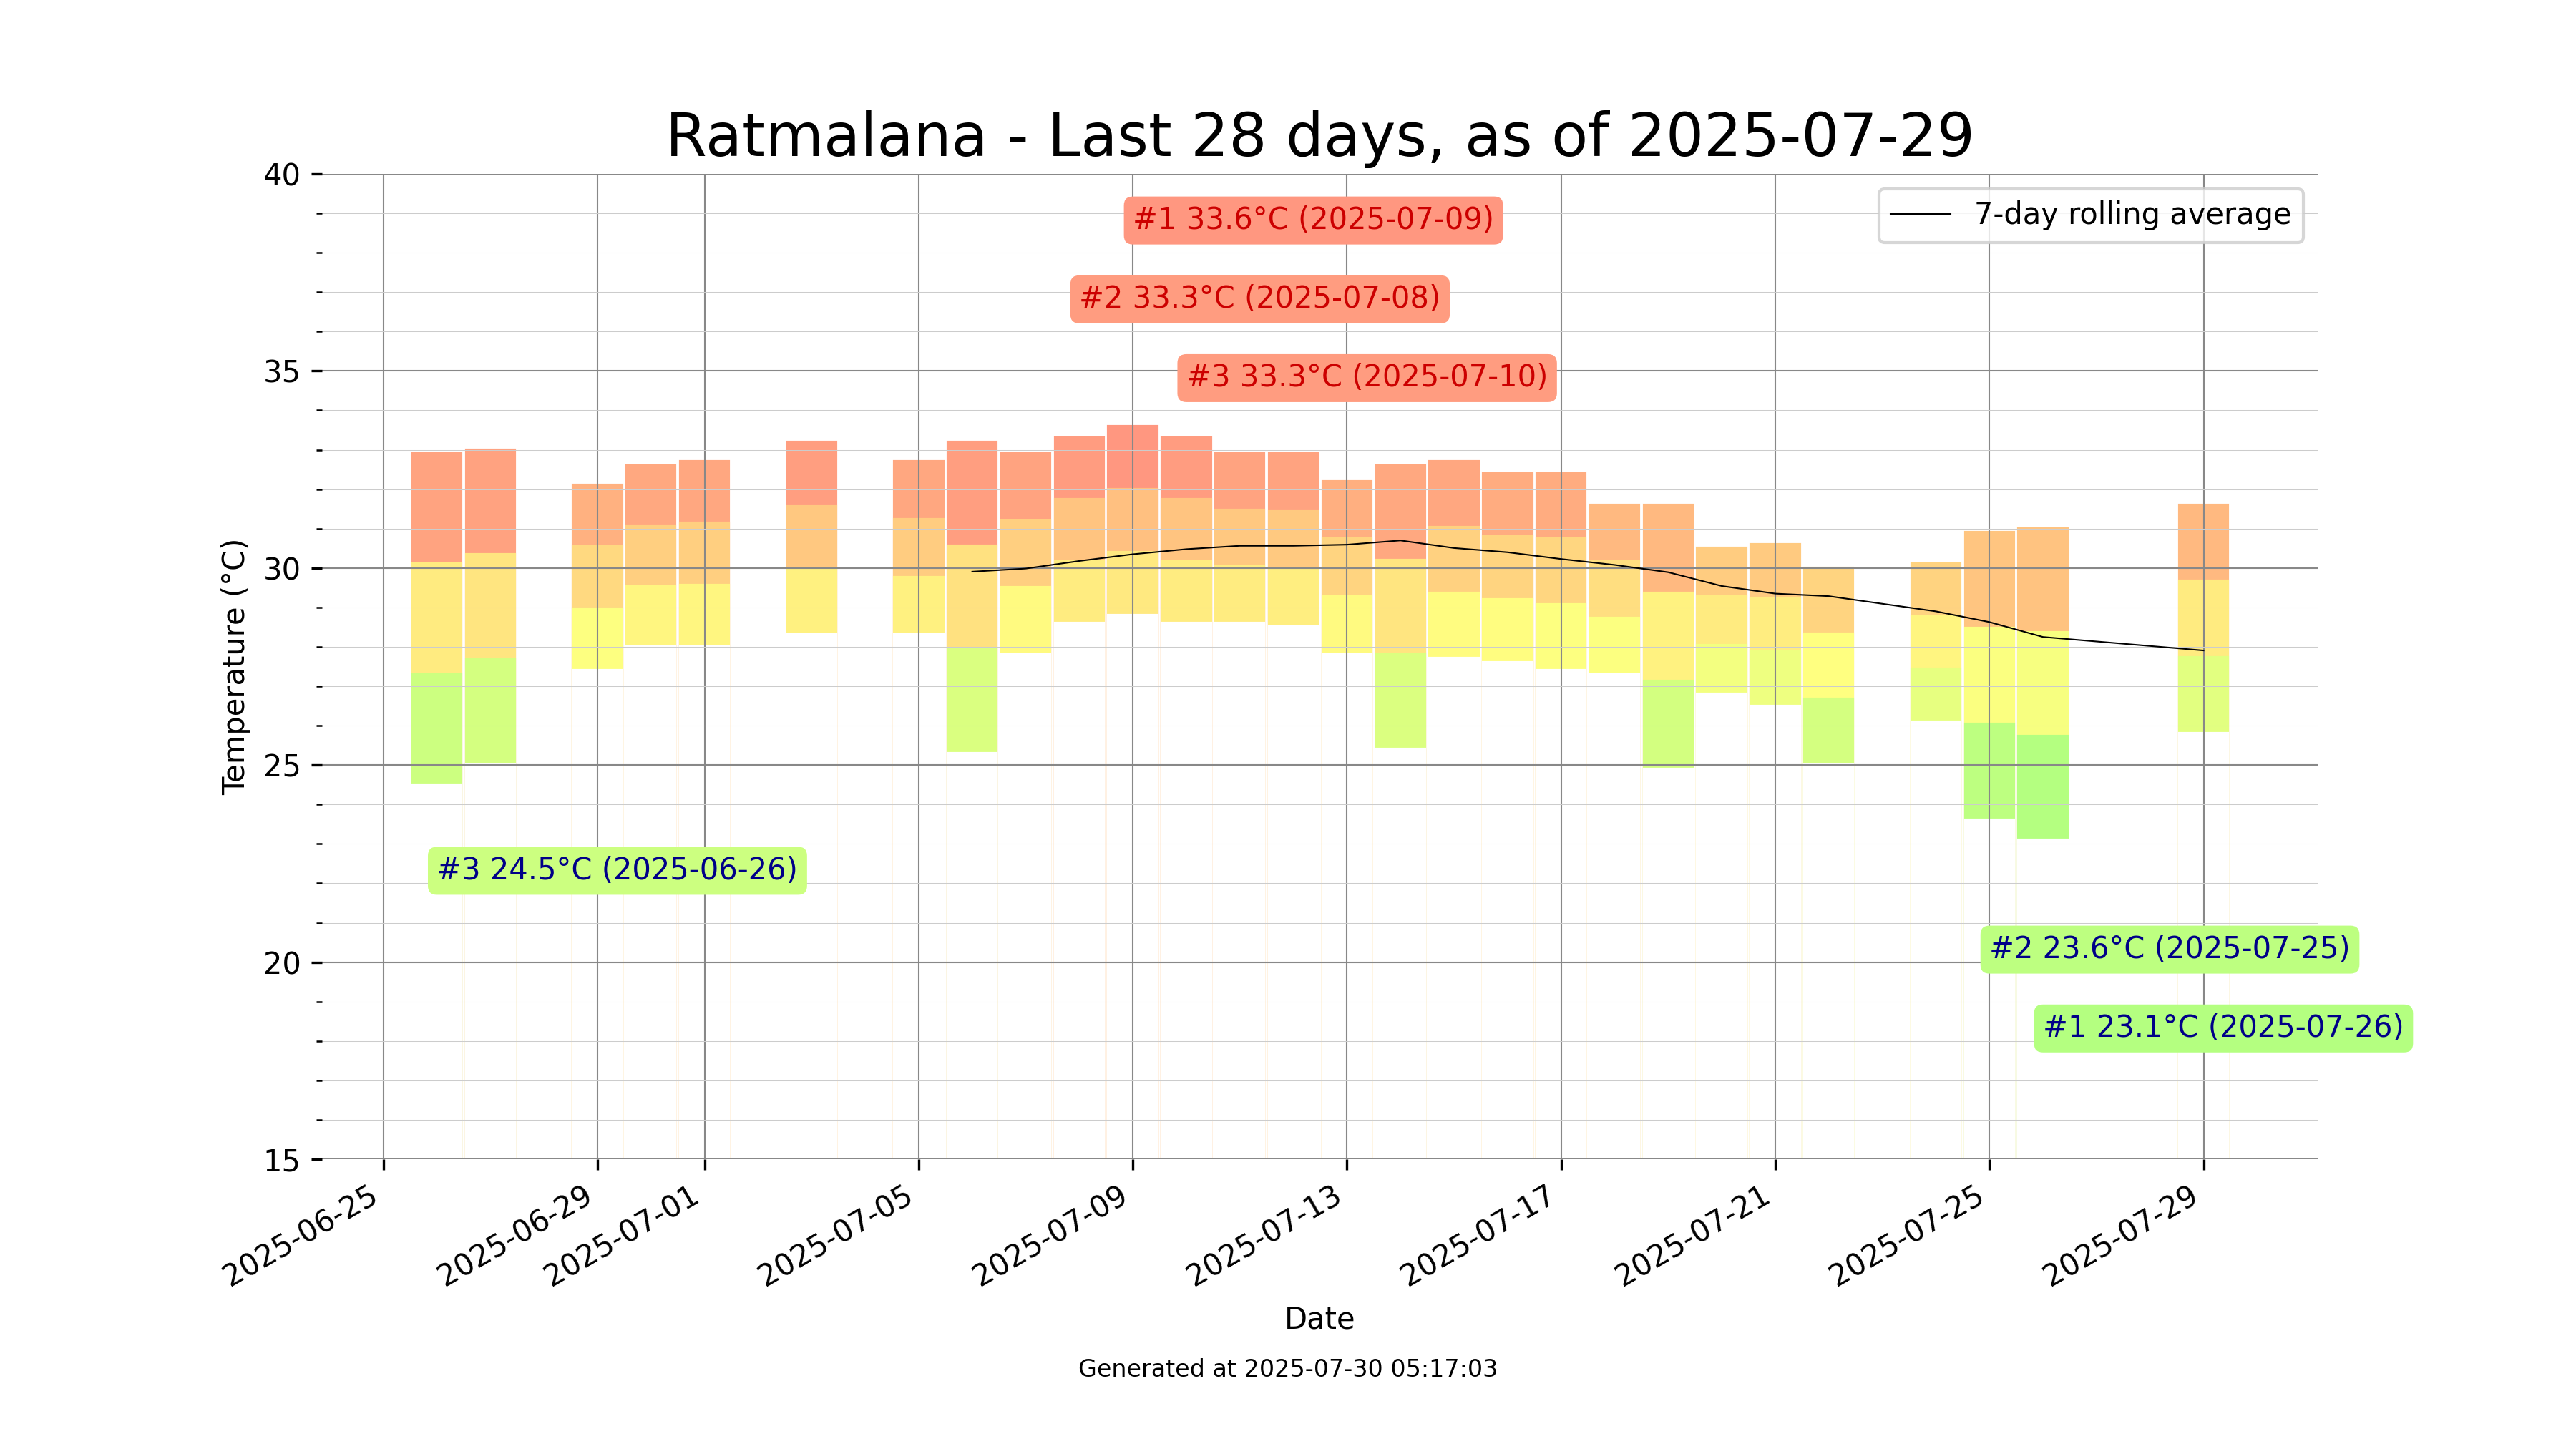 Ratmalana - Last 28 days, as of 2025-07-29
7-day rolling average
#1 33.6°C (2025-07-09)
#2 33.3°C (2025-07-08)
#3 33.3°C (2025-07-10)
#3 24.5°C (2025-06-26)
#2 23.6°C (2025-07-25)
#1 23.1°C (2025-07-26)
Temperature (°C)
40
35
30
25
20
15
2025-06-25
2025-06-29
2025-07-01
2025-07-05
2025-07-09
2025-07-13
2025-07-17
2025-07-21
2025-07-25
2025-07-29
Date
Generated at 2025-07-30 05:17:03